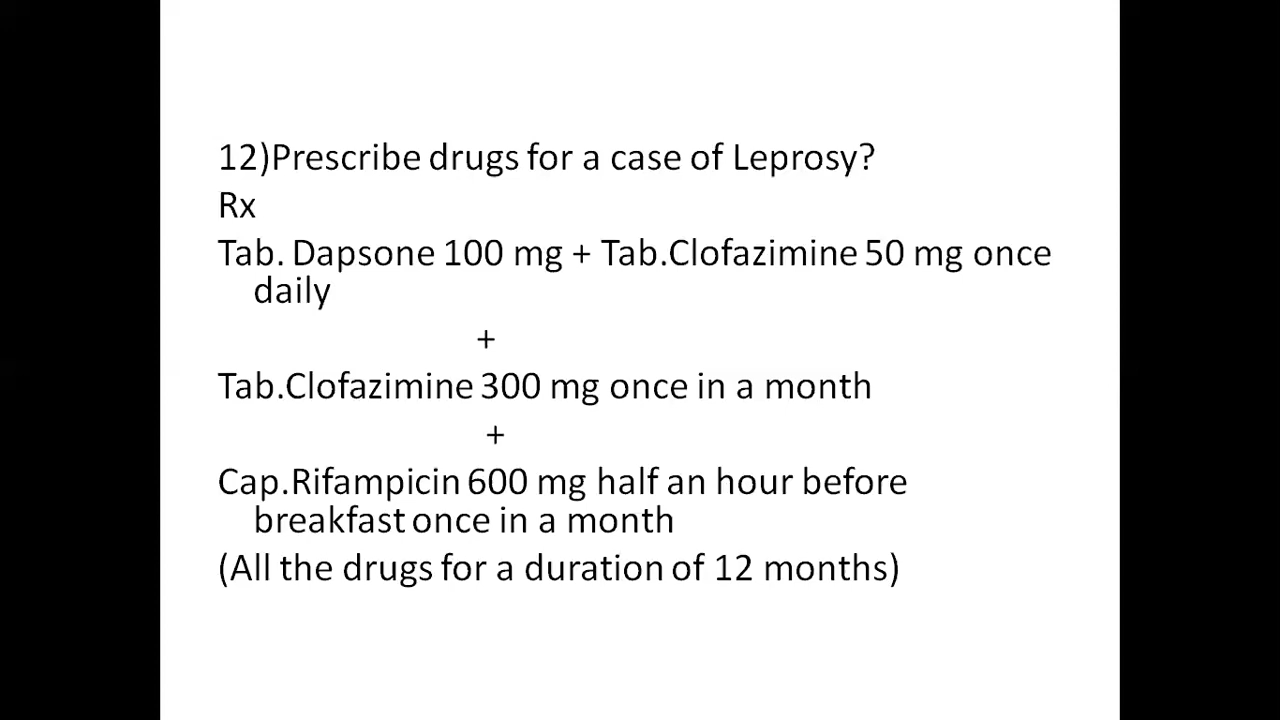 12)Prescribe drugs for a case of Leprosy?
Rx
Tab. Dapsone 100 mg + Tab.Clofazimine 50 mg once
daily
+
Tab.Clofazimine 300 mg once in a month
+
Cap.Rifampicin 600 mg half an hour before
breakfast once in a month
(All the drugs for a duration of 12 months)